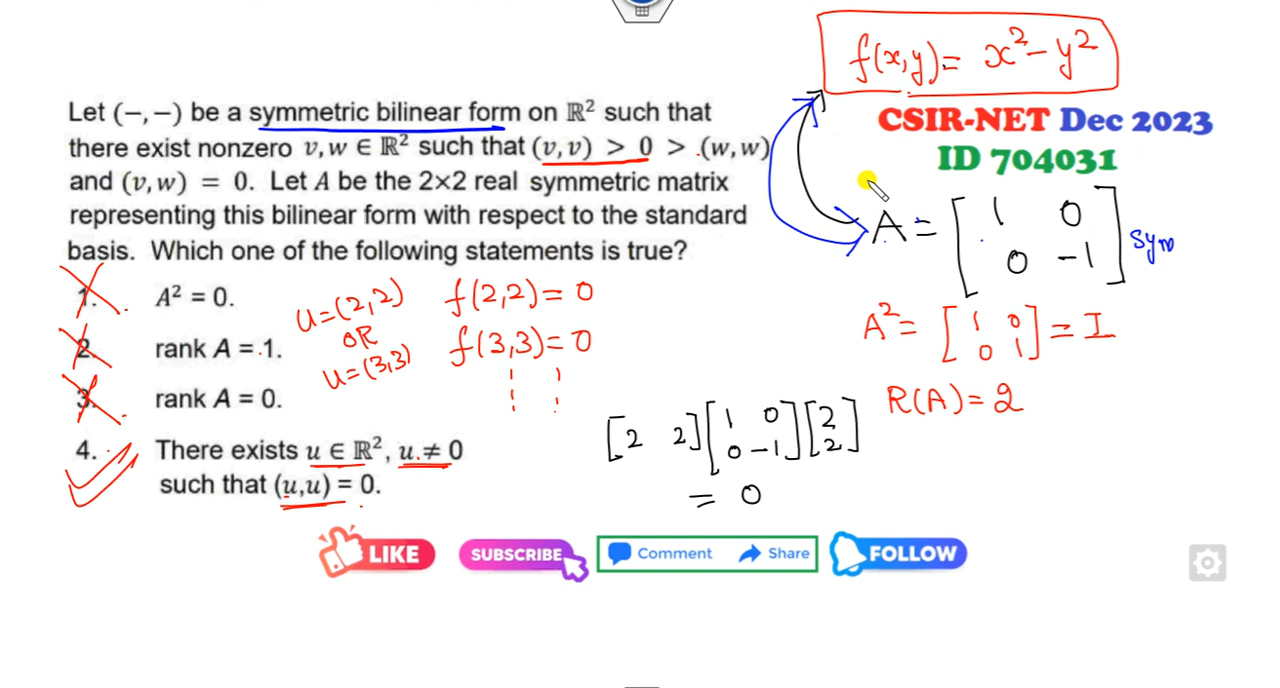 f(x,y)= x²-y²
Let (−,−) be a symmetric bilinear form on ℝ² such that
there exist nonzero v,w ∈ ℝ² such that (v,v) > 0 > (w,w)
and (v,w) = 0. Let A be the 2×2 real symmetric matrix
representing this bilinear form with respect to the standard
basis. Which one of the following statements is true?
CSIR-NET Dec 2023
ID 704031
A = [1 0
0 -1] Sym
1. A² = 0.
2. rank A = 1.
3. rank A = 0.
4. There exists u ∈ ℝ², u ≠ 0
such that (u,u) = 0.
u=(2,2) f(2,2)=0
OR
u=(3,3) f(3,3)=0
A² = [1 0
0 1] = I
R(A)=2
[2 2][1 0
0 -1][2
2]
= 0
LIKE
SUBSCRIBE
Comment
Share
FOLLOW